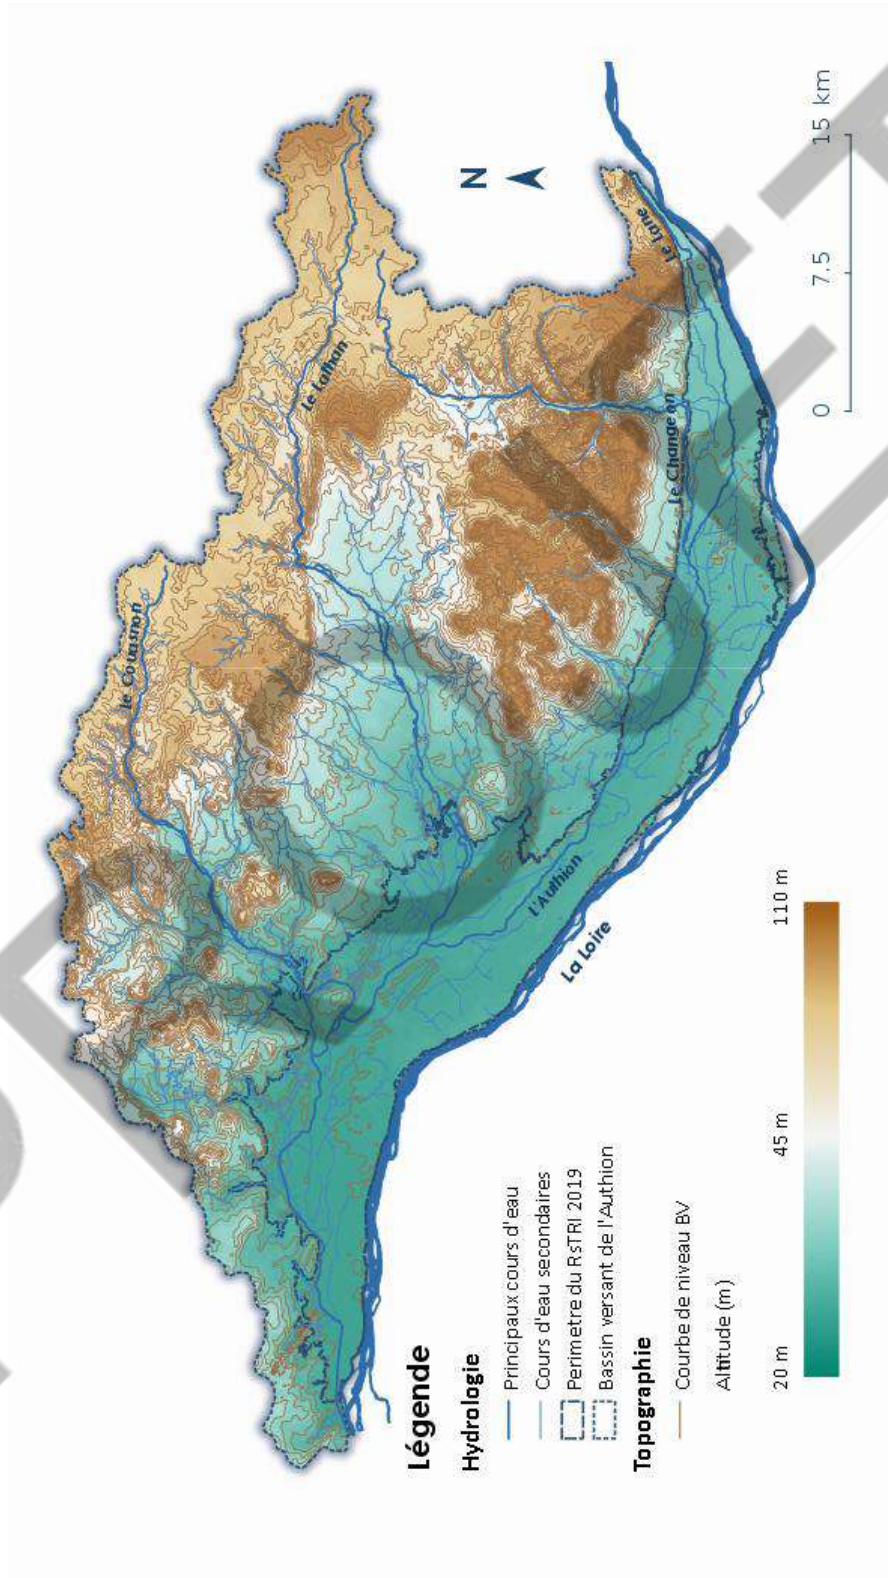 le Couasnon
Le Lathan
N
Le Lane
Le Changeon
l'Authion
La Loire
0 7.5 15 km
Légende
Hydrologie
Principaux cours d'eau
Cours d'eau secondaires
Perimetre du RsTRI 2019
Bassin versant de l'Authion
Topographie
Courbe de niveau BV
Altitude (m)
20 m 45 m 110 m